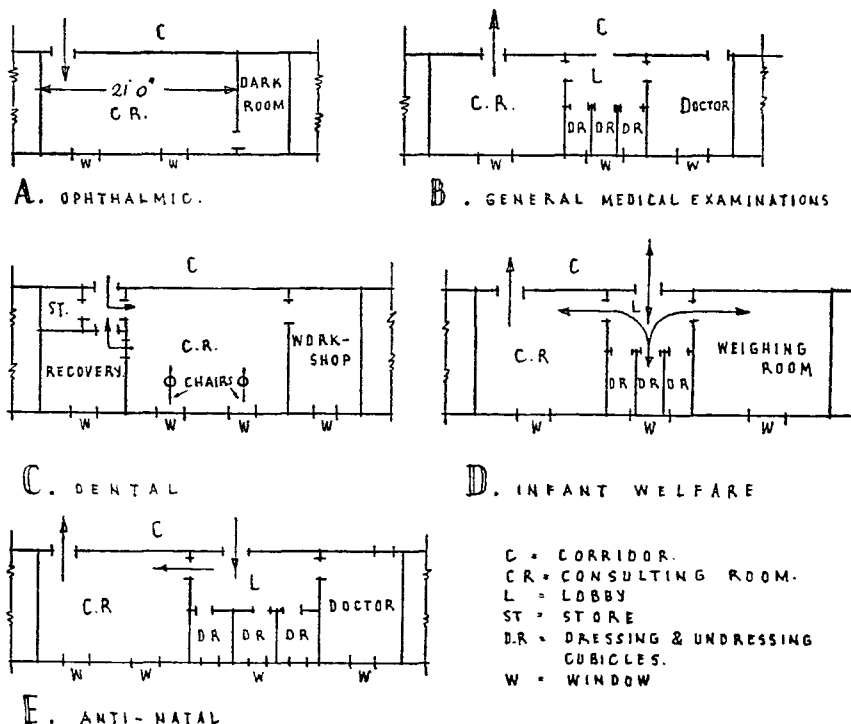 C
21'0"
C.R.
DARK
ROOM
W W
A. OPHTHALMIC.
C
L
C.R.
DR DR DR
DOCTOR
W W W
B. GENERAL MEDICAL EXAMINATIONS
C
ST.
C.R.
WORK-
SHOP
RECOVERY.
CHAIRS
W W W W
C. DENTAL
C
L
C.R
WEIGHING
ROOM
DR DR DR
W W W
D. INFANT WELFARE
C
L
C.R
DOCTOR
DR DR DR
W W W W
E. ANTI-NATAL
C = CORRIDOR.
CR = CONSULTING ROOM.
L = LOBBY
ST = STORE
D.R = DRESSING & UNDRESSING
CUBICLES.
W = WINDOW